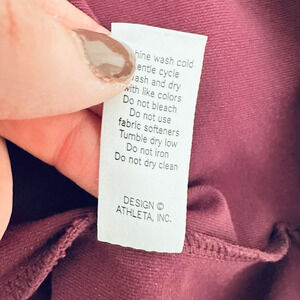 hine wash cold
entle cycle
ash and dry
with like colors
Do not bleach
Do not use
fabric softeners
Tumble dry low
Do not iron
Do not dry clean
DESIGN ©
ATHLETA, INC.